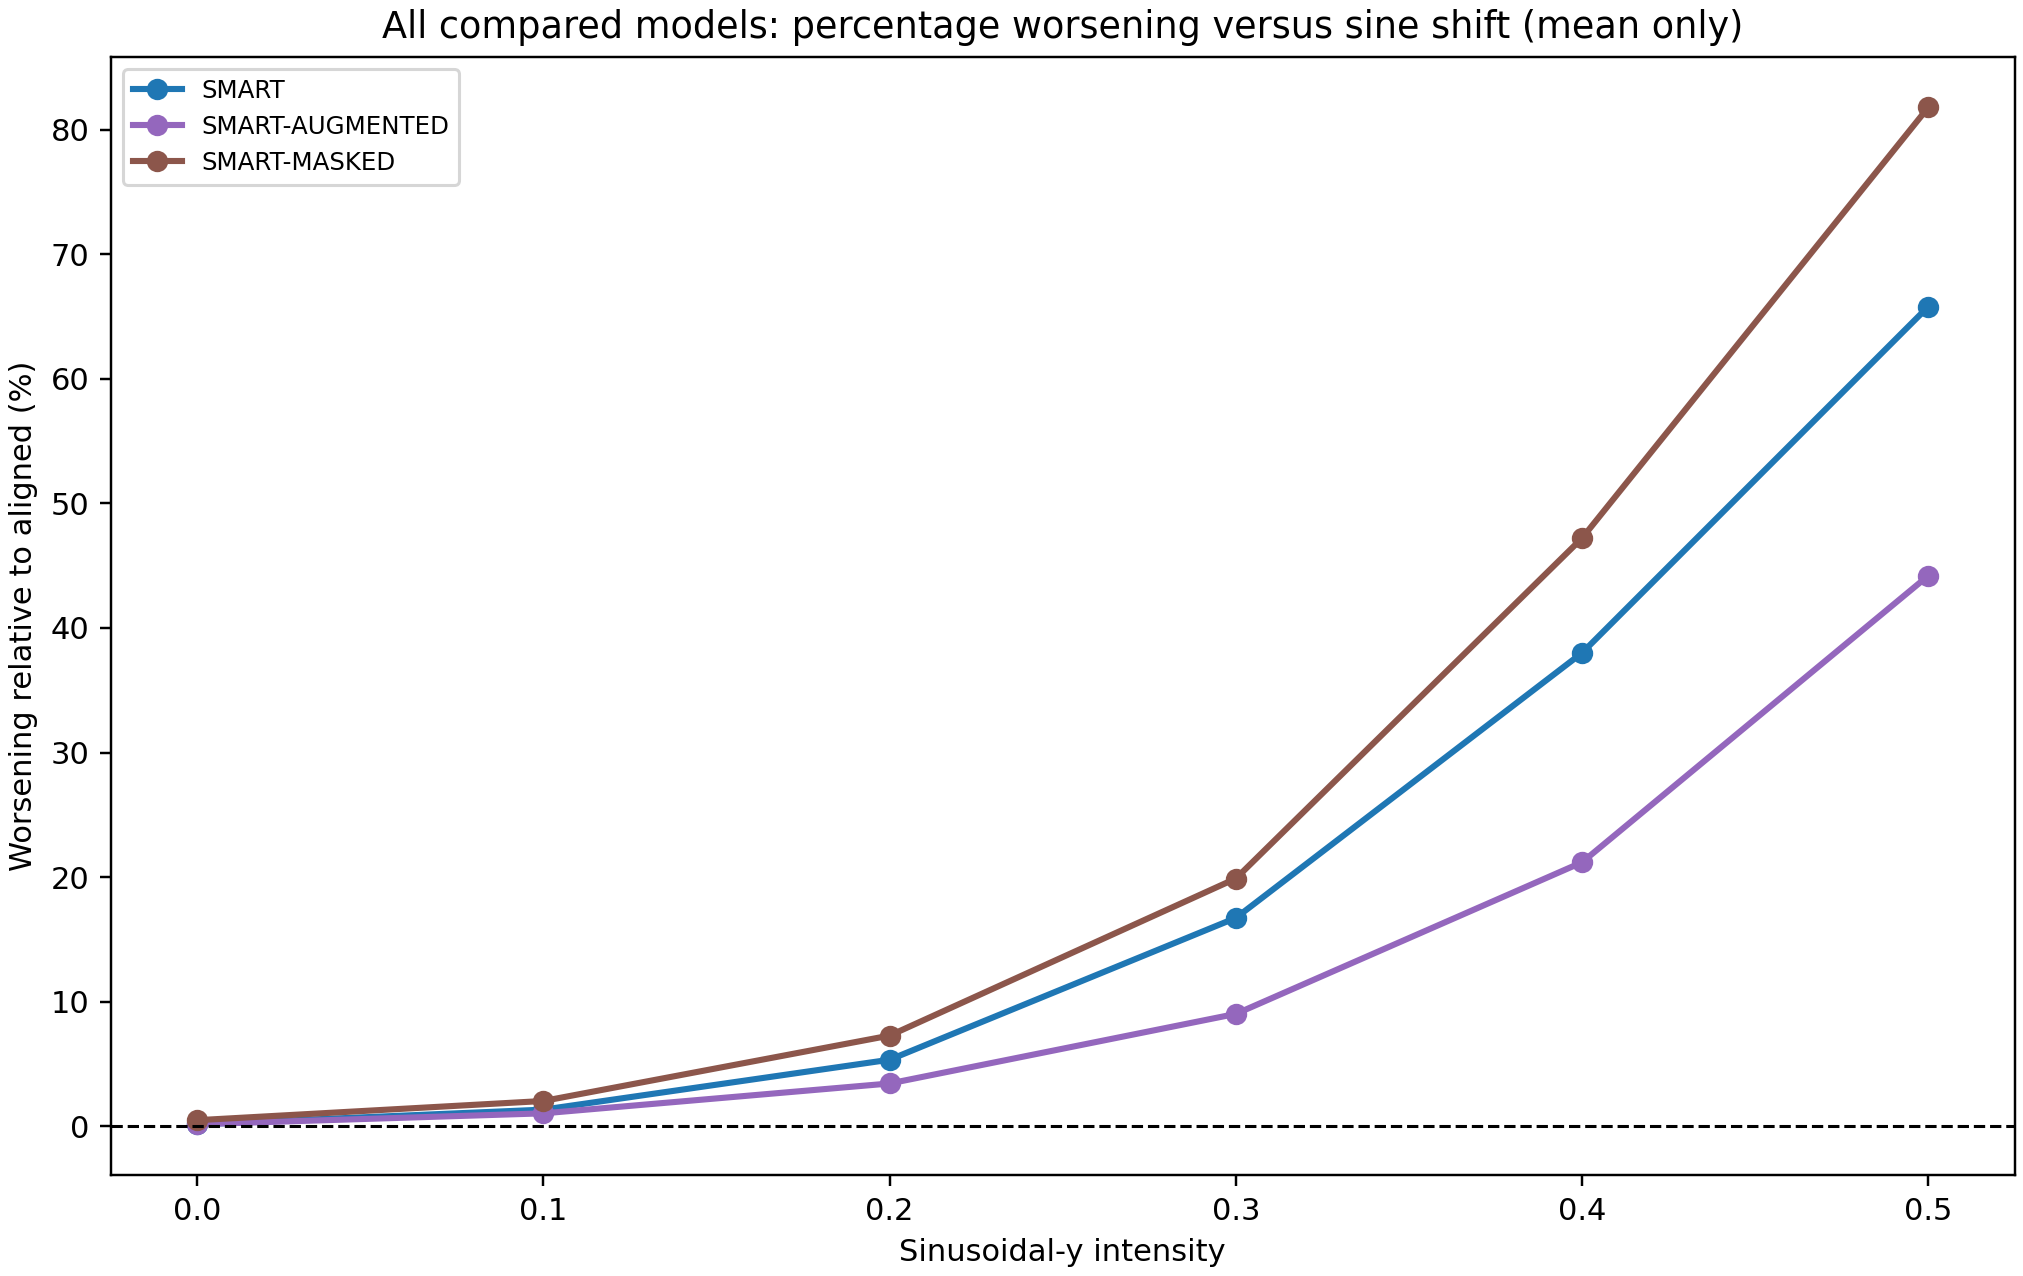 All compared models: percentage worsening versus sine shift (mean only)
SMART
SMART-AUGMENTED
SMART-MASKED
Worsening relative to aligned (%)
80
70
60
50
40
30
20
10
0
0.0 0.1 0.2 0.3 0.4 0.5
Sinusoidal-y intensity